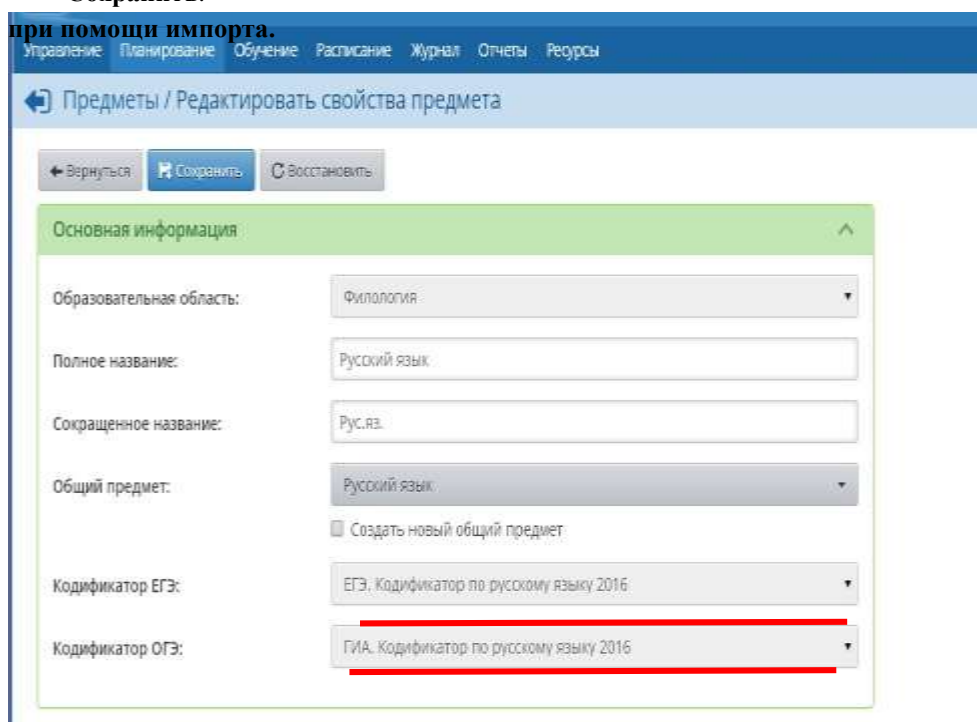 при помощи импорта.
Управление Планирование Обучение Расписание Журнал Отчеты Ресурсы
Предметы / Редактировать свойства предмета
Вернуться Сохранить Восстановить
Основная информация
Образовательная область: Филология
Полное название: Русский язык
Сокращенное название: Рус.яз.
Общий предмет: Русский язык
Создать новый общий предмет
Кодификатор ЕГЭ: ЕГЭ. Кодификатор по русскому языку 2016
Кодификатор ОГЭ: ГИА. Кодификатор по русскому языку 2016